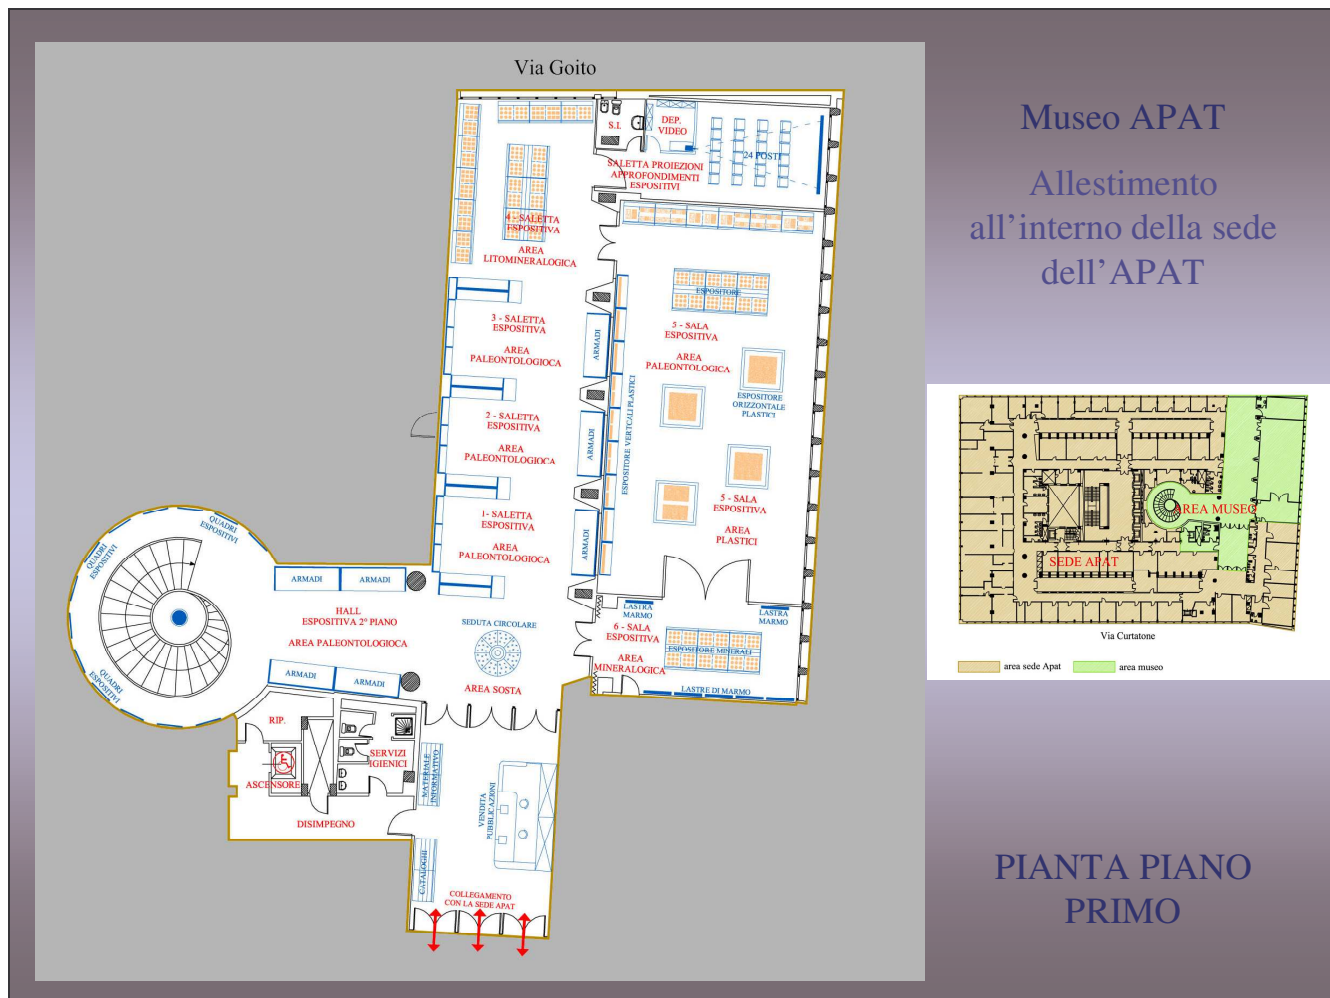 Via Goito
S.I.
DEP.
VIDEO
24 POSTI
SALETTA PROIEZIONI
APPROFONDIMENTI
ESPOSITIVI
4 - SALETTA
ESPOSITIVA
AREA
LITOMINERALOGICA
ESPOSITORE
3 - SALETTA
ESPOSITIVA
AREA
PALEONTOLOGIOCA
ARMADI
5 - SALA
ESPOSITIVA
AREA
PALEONTOLOGICA
ESPOSITORE
ORIZZONTALE
PLASTICI
ESPOSITORE VERTCALI PLASTICI
2 - SALETTA
ESPOSITIVA
AREA
PALEONTOLOGIOCA
ARMADI
5 - SALA
ESPOSITIVA
AREA
PLASTICI
1- SALETTA
ESPOSITIVA
AREA
PALEONTOLOGIOCA
ARMADI
QUADRI
ESPOSITIVI
QUADRI
ESPOSITIVI
ARMADI
ARMADI
HALL
ESPOSITIVA 2° PIANO
AREA PALEONTOLOGIOCA
SEDUTA CIRCOLARE
LASTRA
MARMO
LASTRA
MARMO
6 - SALA
ESPOSITIVA
AREA
MINERALOGICA
ESPOSITORE MINERALI
LASTRE DI MARMO
QUADRI
ESPOSITIVI
ARMADI
ARMADI
AREA SOSTA
RIP.
SERVIZI
IGIENICI
ASCENSORE
DISIMPEGNO
MATERIALE
INFORMATIVO
VENDITA
PUBBLICAZIONI
CATALOGHI
COLLEGAMENTO
CON LA SEDE APAT
Museo APAT
Allestimento
all’interno della sede
dell’APAT
AREA MUSEO
SEDE APAT
Via Curtatone
area sede Apat
area museo
PIANTA PIANO
PRIMO